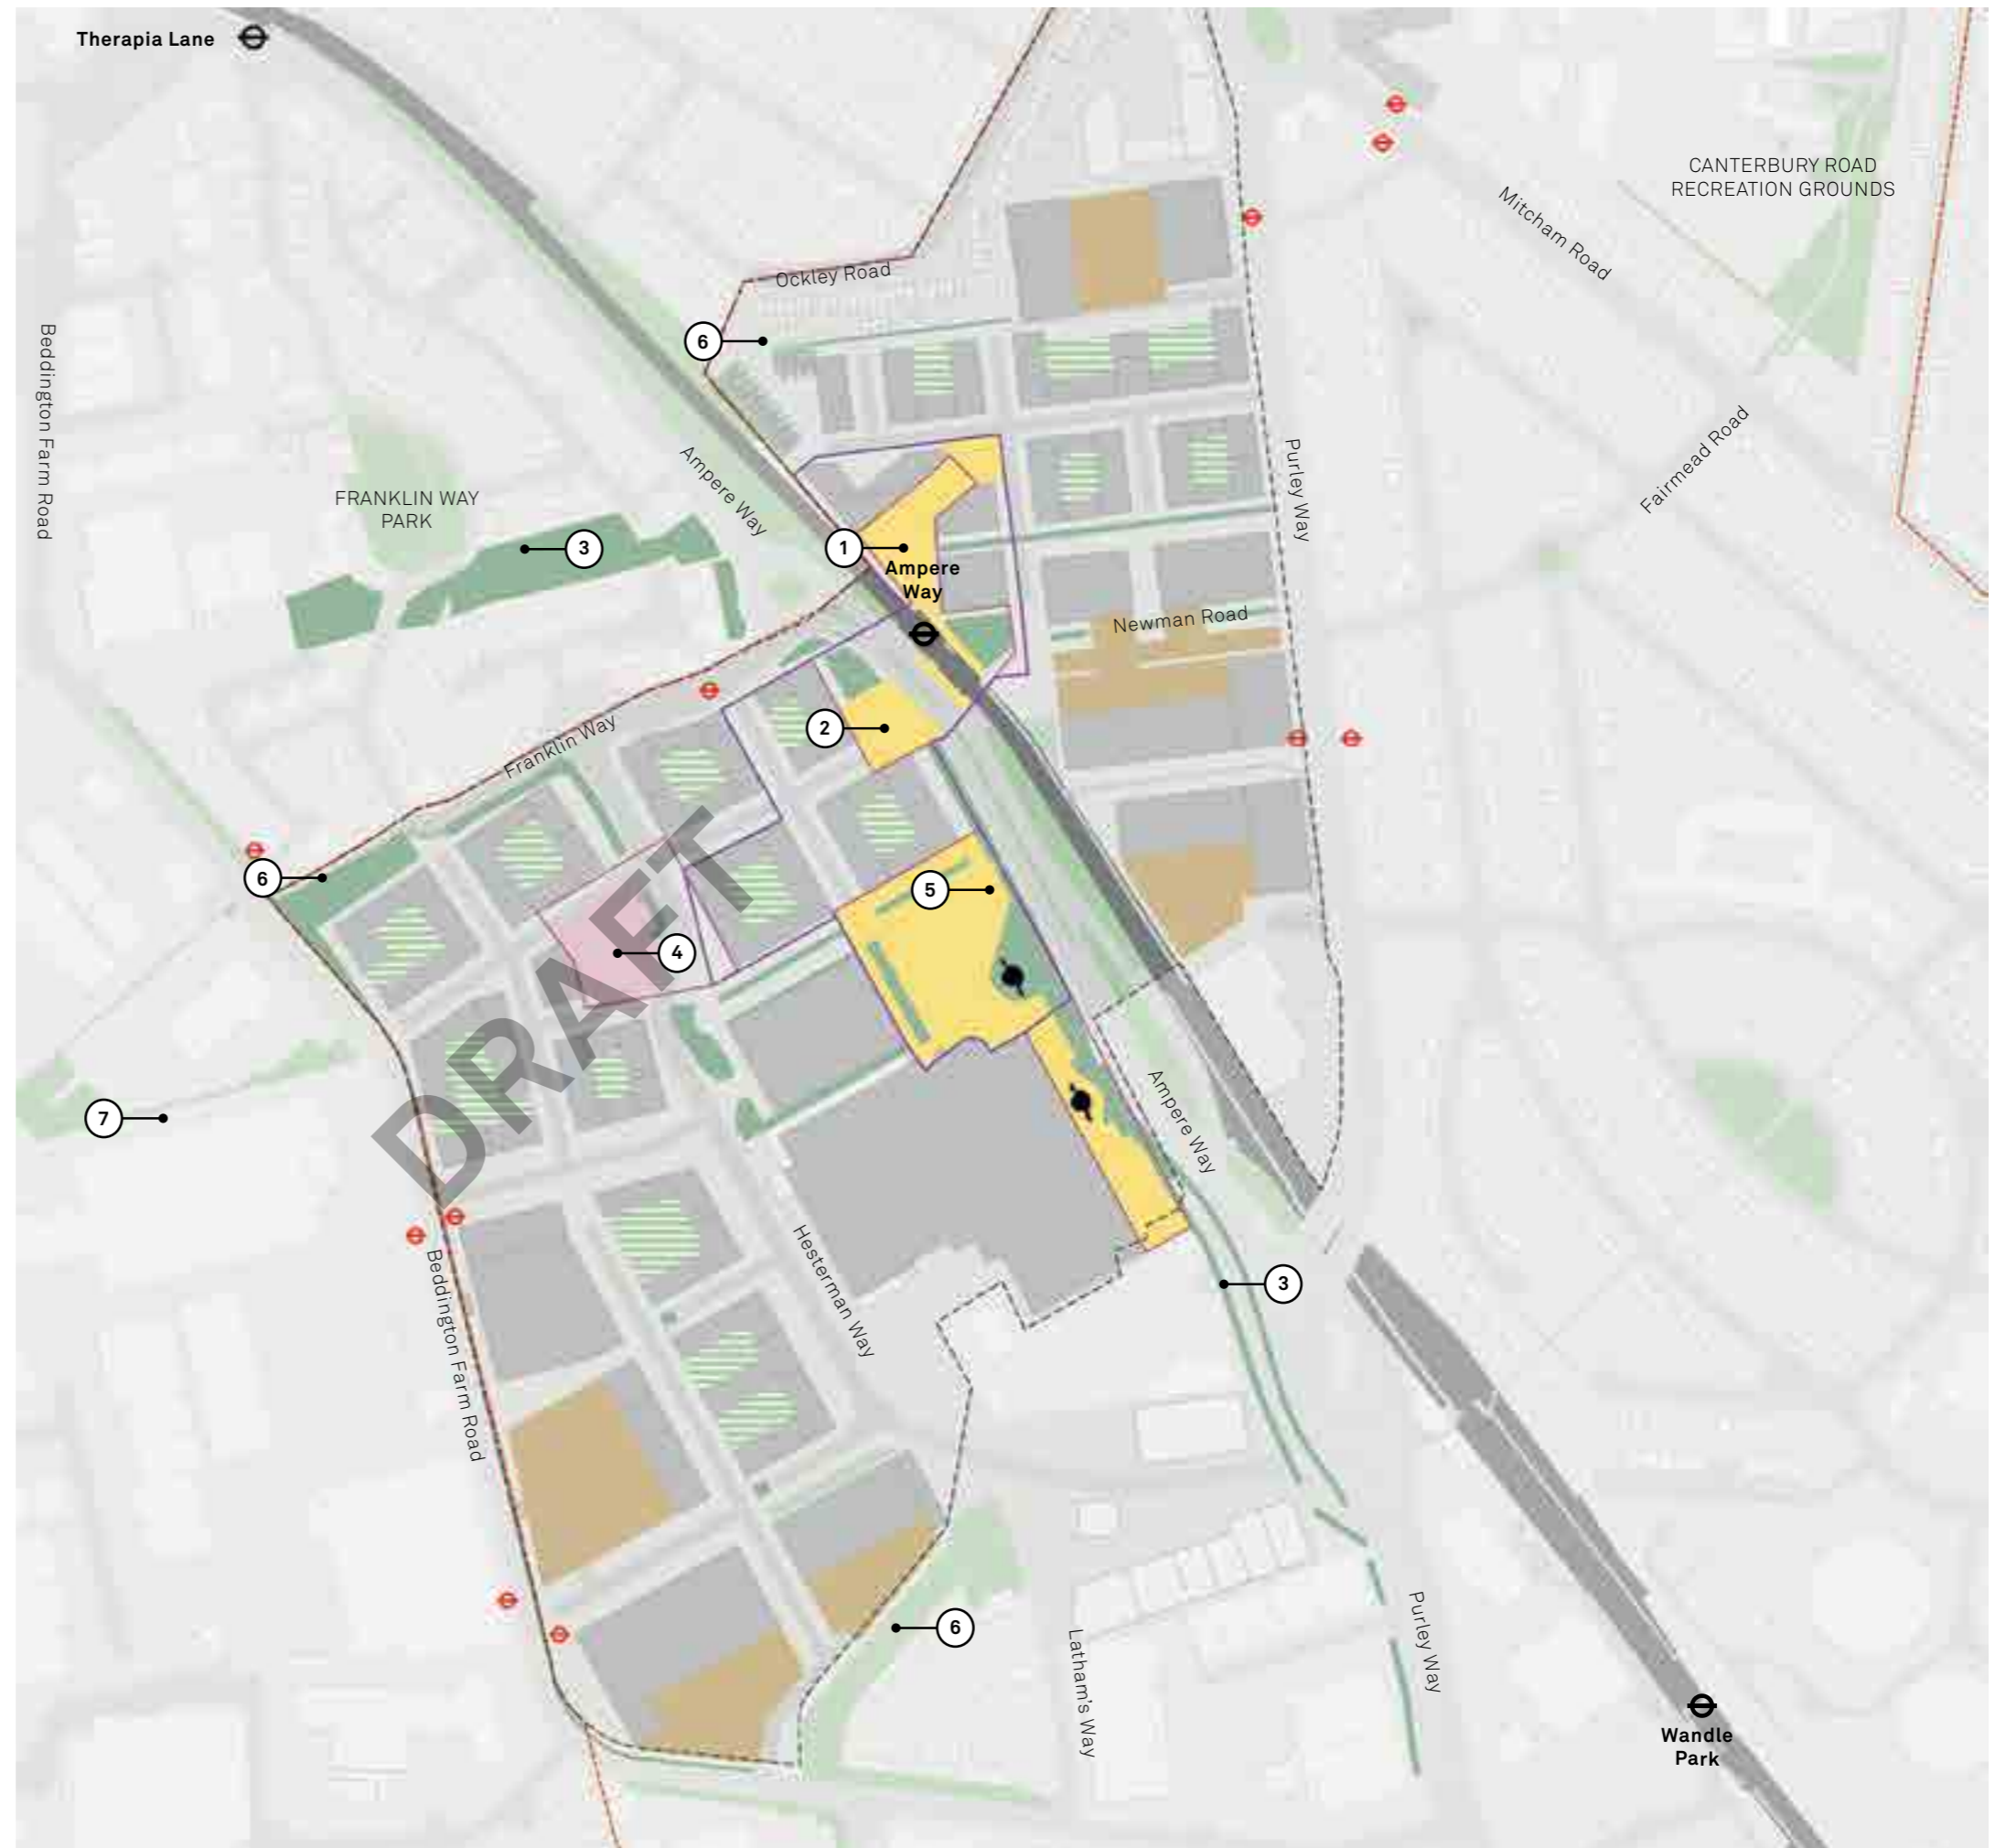 Therapia Lane
CANTERBURY ROAD
RECREATION GROUNDS
Mitcham Road
Ockley Road
6
Beddington Farm Road
Ampere Way
Purley Way
Fairmead Road
FRANKLIN WAY
PARK
3
1
Ampere
Way
Newman Road
2
Franklin Way
6
5
4
DRAFT
7
Ampere Way
Hesterman Way
Beddington Farm Road
3
6
Latham's Way
Purley Way
Wandle
Park